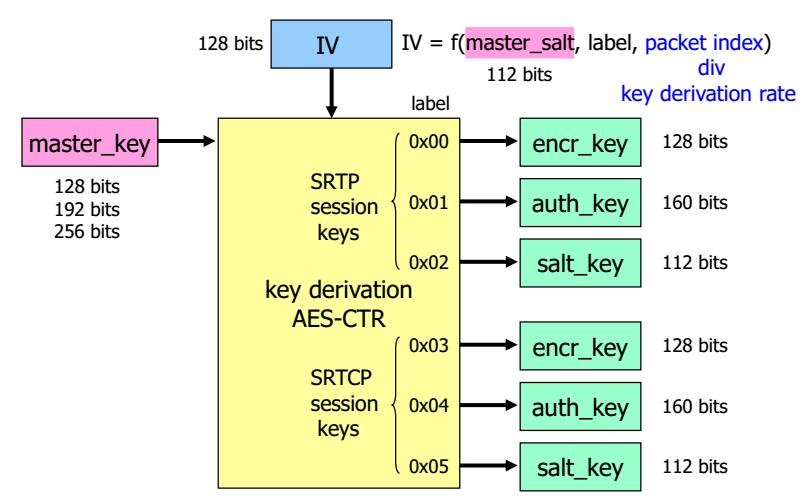 128 bits
IV
IV = f(master_salt, label, packet index)
112 bits
div
key derivation rate
label
master_key
128 bits
192 bits
256 bits
SRTP
session
keys
0x00
encr_key
128 bits
0x01
auth_key
160 bits
0x02
salt_key
112 bits
key derivation
AES-CTR
SRTCP
session
keys
0x03
encr_key
128 bits
0x04
auth_key
160 bits
0x05
salt_key
112 bits